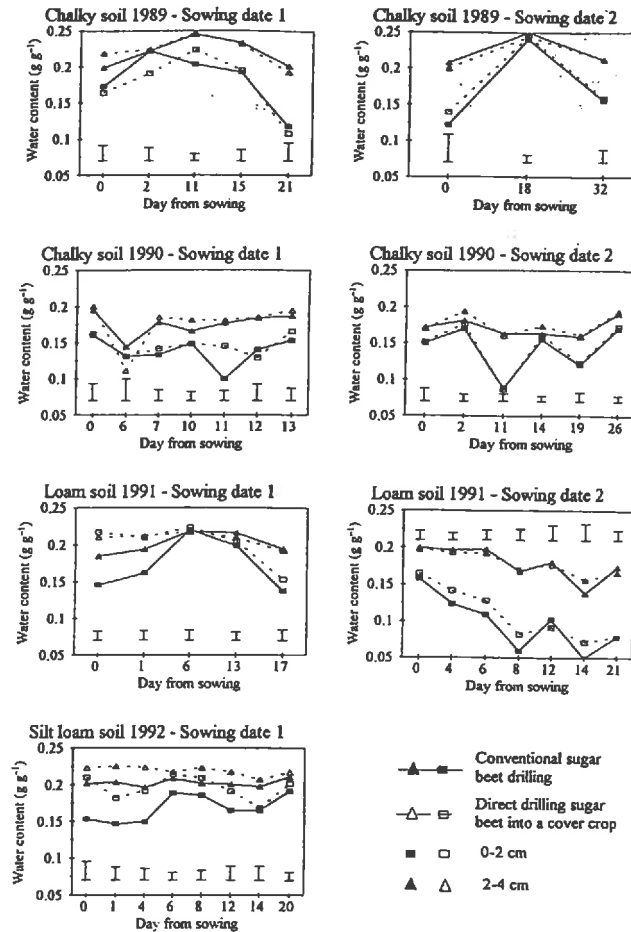 Chalky soil 1989 - Sowing date 1
Water content (g g⁻¹)
0.25
0.2
0.15
0.1
0.05
0 2 11 15 21
Day from sowing
Chalky soil 1989 - Sowing date 2
Water content (g g⁻¹)
0.25
0.2
0.15
0.1
0.05
0 18 32
Day from sowing
Chalky soil 1990 - Sowing date 1
Water content (g g⁻¹)
0.25
0.2
0.15
0.1
0.05
0 6 7 10 11 12 13
Day from sowing
Chalky soil 1990 - Sowing date 2
Water content (g g⁻¹)
0.25
0.2
0.15
0.1
0.05
0 2 11 14 19 26
Day from sowing
Loam soil 1991 - Sowing date 1
Water content (g g⁻¹)
0.25
0.2
0.15
0.1
0.05
0 1 6 13 17
Day from sowing
Loam soil 1991 - Sowing date 2
Water content (g g⁻¹)
0.25
0.2
0.15
0.1
0.05
0 4 6 8 12 14 21
Day from sowing
Silt loam soil 1992 - Sowing date 1
Water content (g g⁻¹)
0.25
0.2
0.15
0.1
0.05
0 1 4 6 8 12 14 20
Day from sowing
Conventional sugar
beet drilling
Direct drilling sugar
beet into a cover crop
0-2 cm
2-4 cm